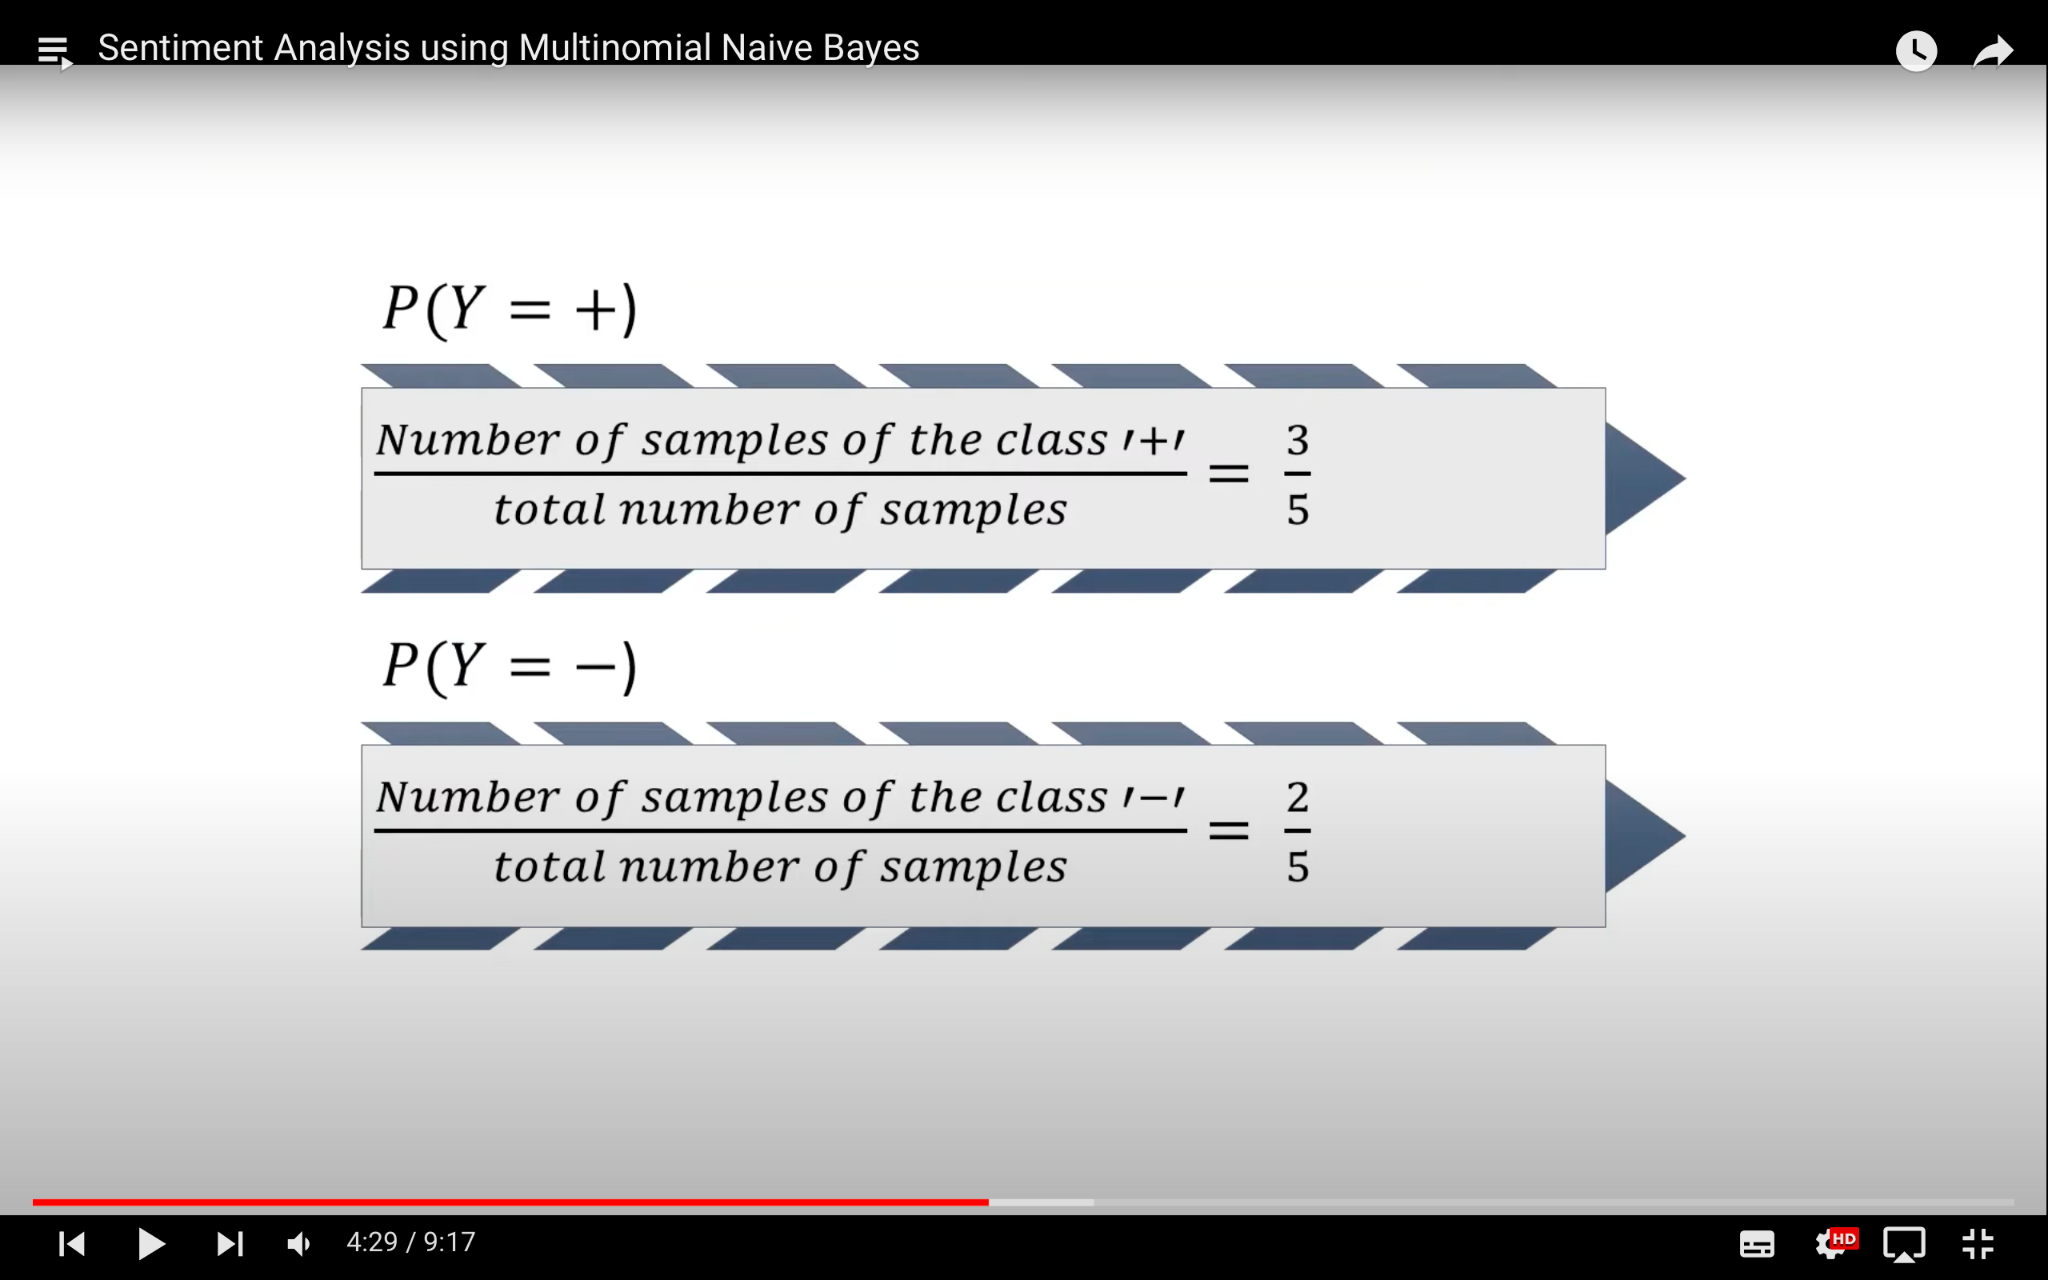 Sentiment Analysis using Multinomial Naive Bayes
P(Y = +)
Number of samples of the class ′+′ / total number of samples = 3/5
P(Y = −)
Number of samples of the class ′−′ / total number of samples = 2/5
4:29 / 9:17
HD